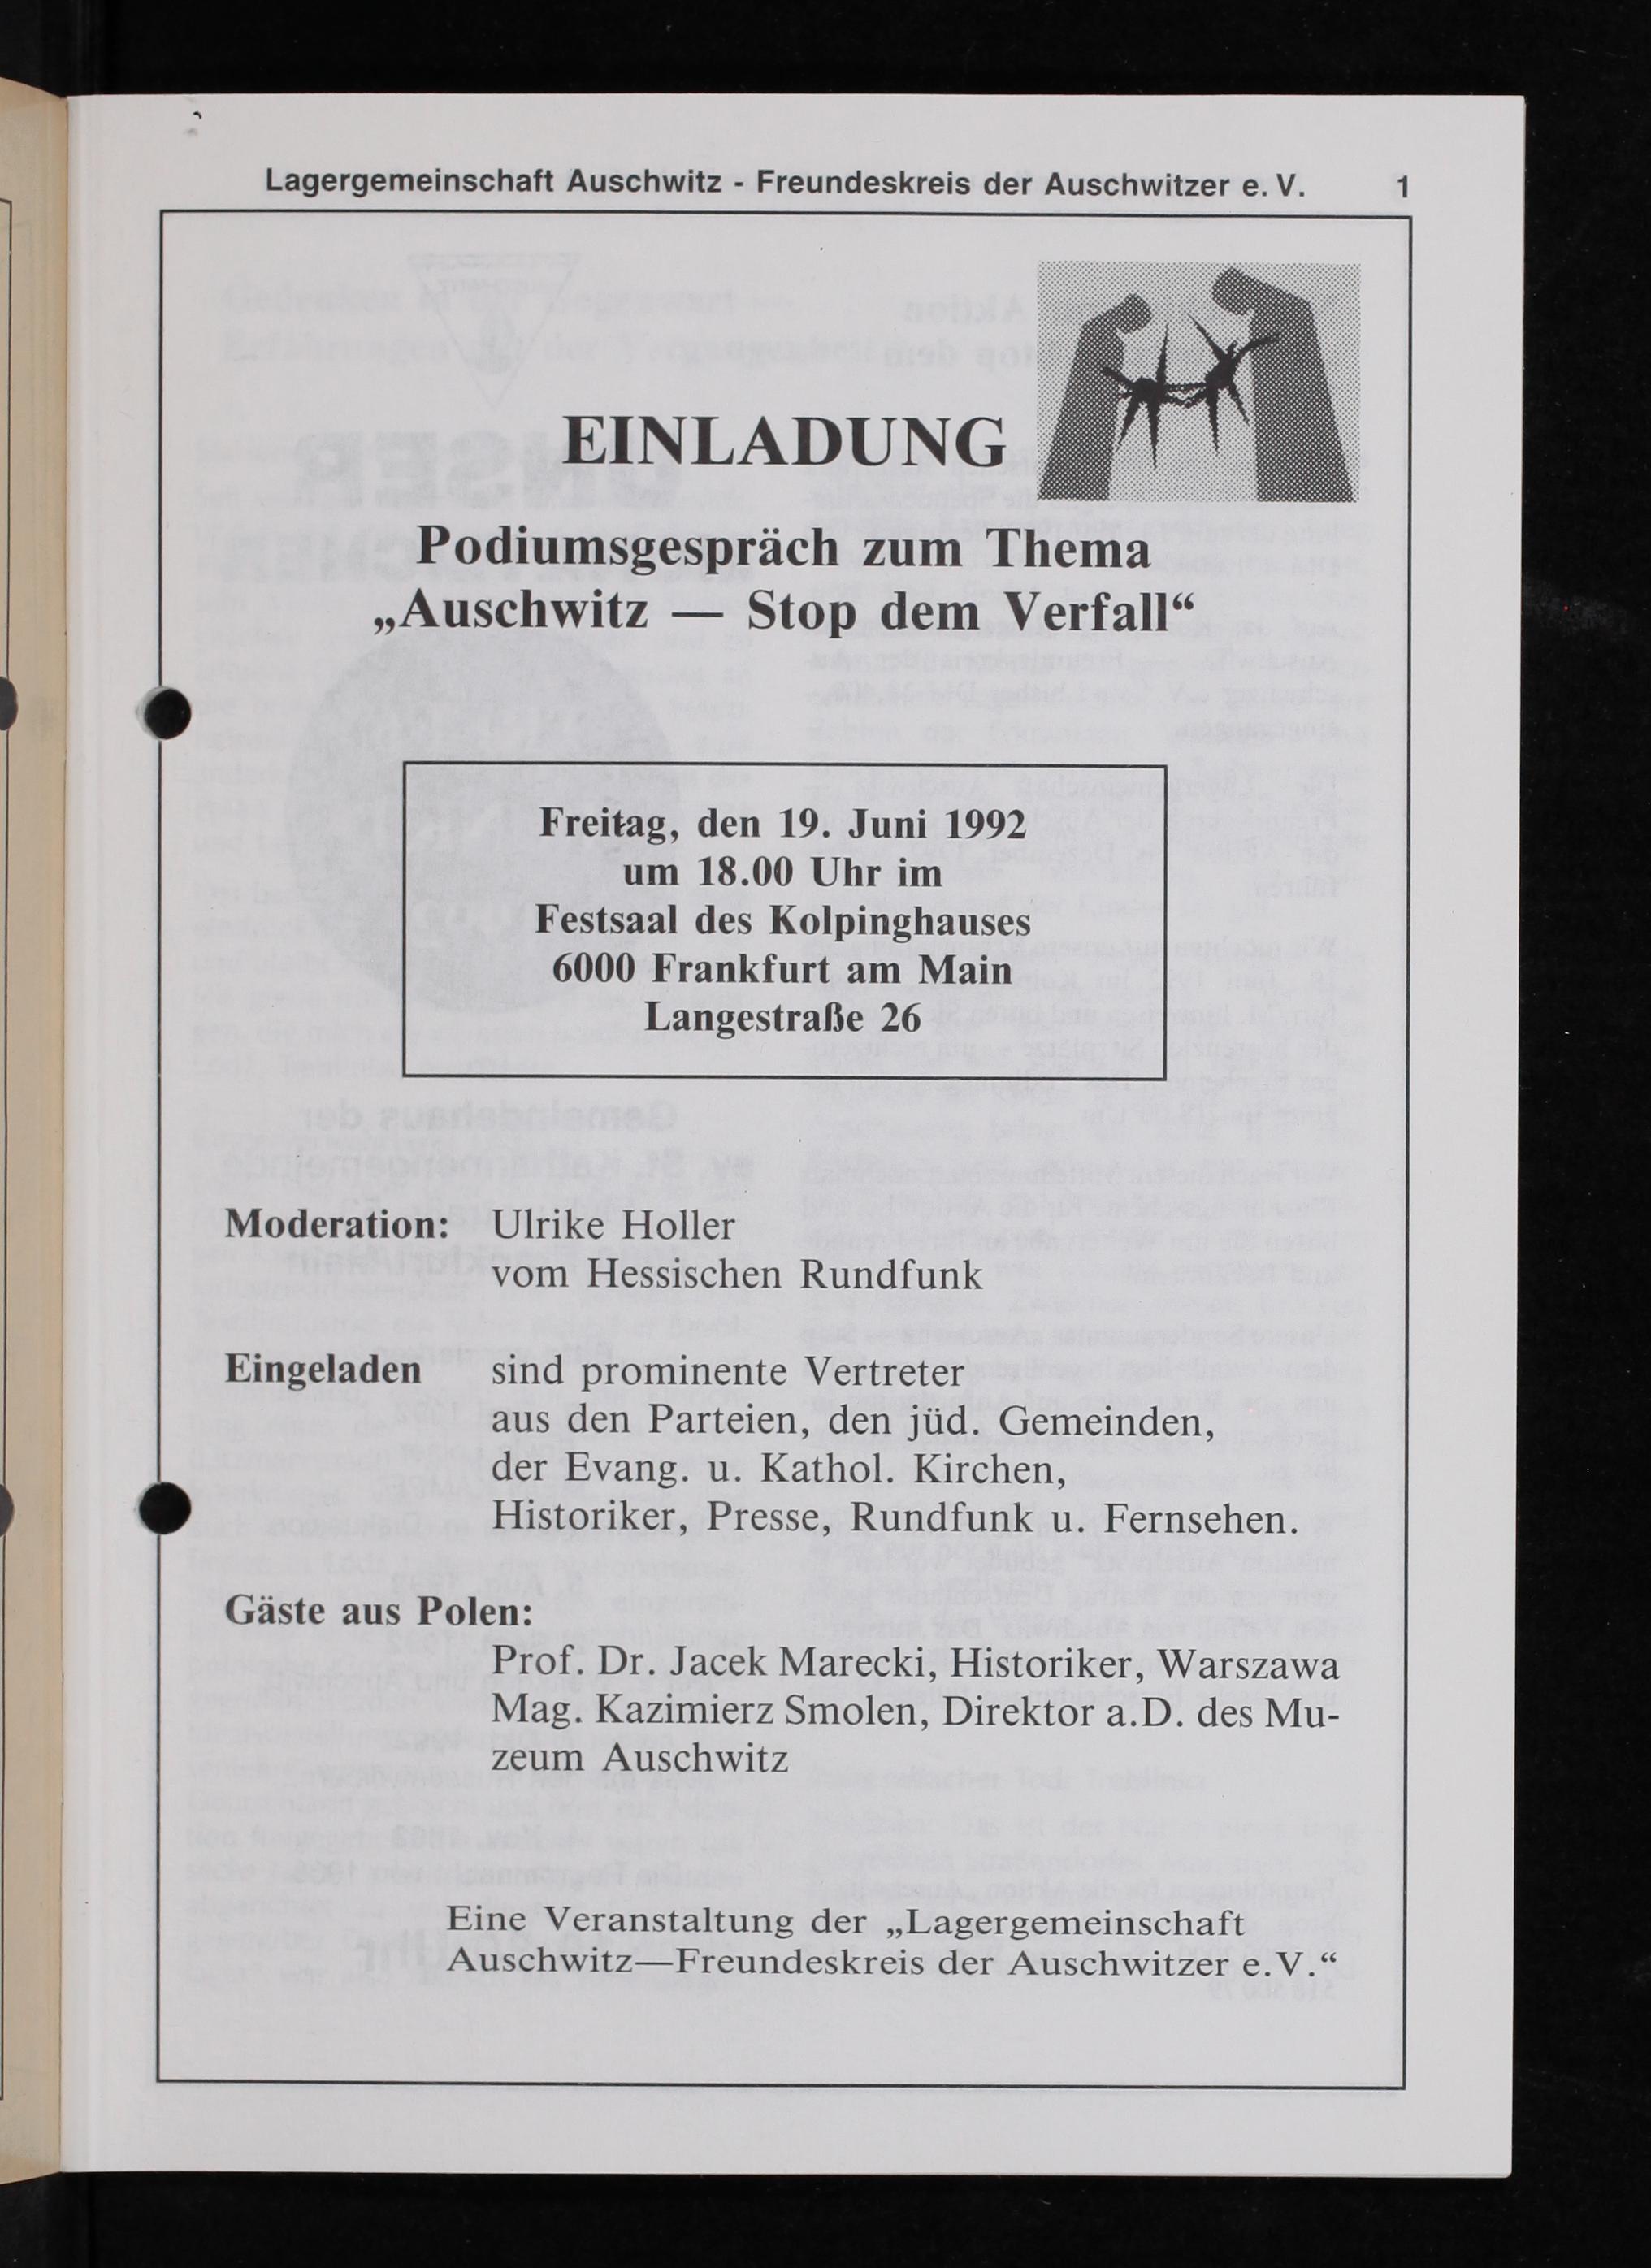 Lagergemeinschaft Auschwitz - Freundeskreis der Auschwitzer e. V. 1
EINLADUNG
Podiumsgespräch zum Thema
„Auschwitz — Stop dem Verfall“
Freitag, den 19. Juni 1992
um 18.00 Uhr im
Festsaal des Kolpinghauses
6000 Frankfurt am Main
Langestraße 26
Moderation: Ulrike Holler
vom Hessischen Rundfunk
Eingeladen sind prominente Vertreter
aus den Parteien, den jüd. Gemeinden,
der Evang. u. Kathol. Kirchen,
Historiker, Presse, Rundfunk u. Fernsehen.
Gäste aus Polen:
Prof. Dr. Jacek Marecki, Historiker, Warszawa
Mag. Kazimierz Smolen, Direktor a.D. des Mu-
zeum Auschwitz
Eine Veranstaltung der „Lagergemeinschaft
Auschwitz—Freundeskreis der Auschwitzer e.V.“